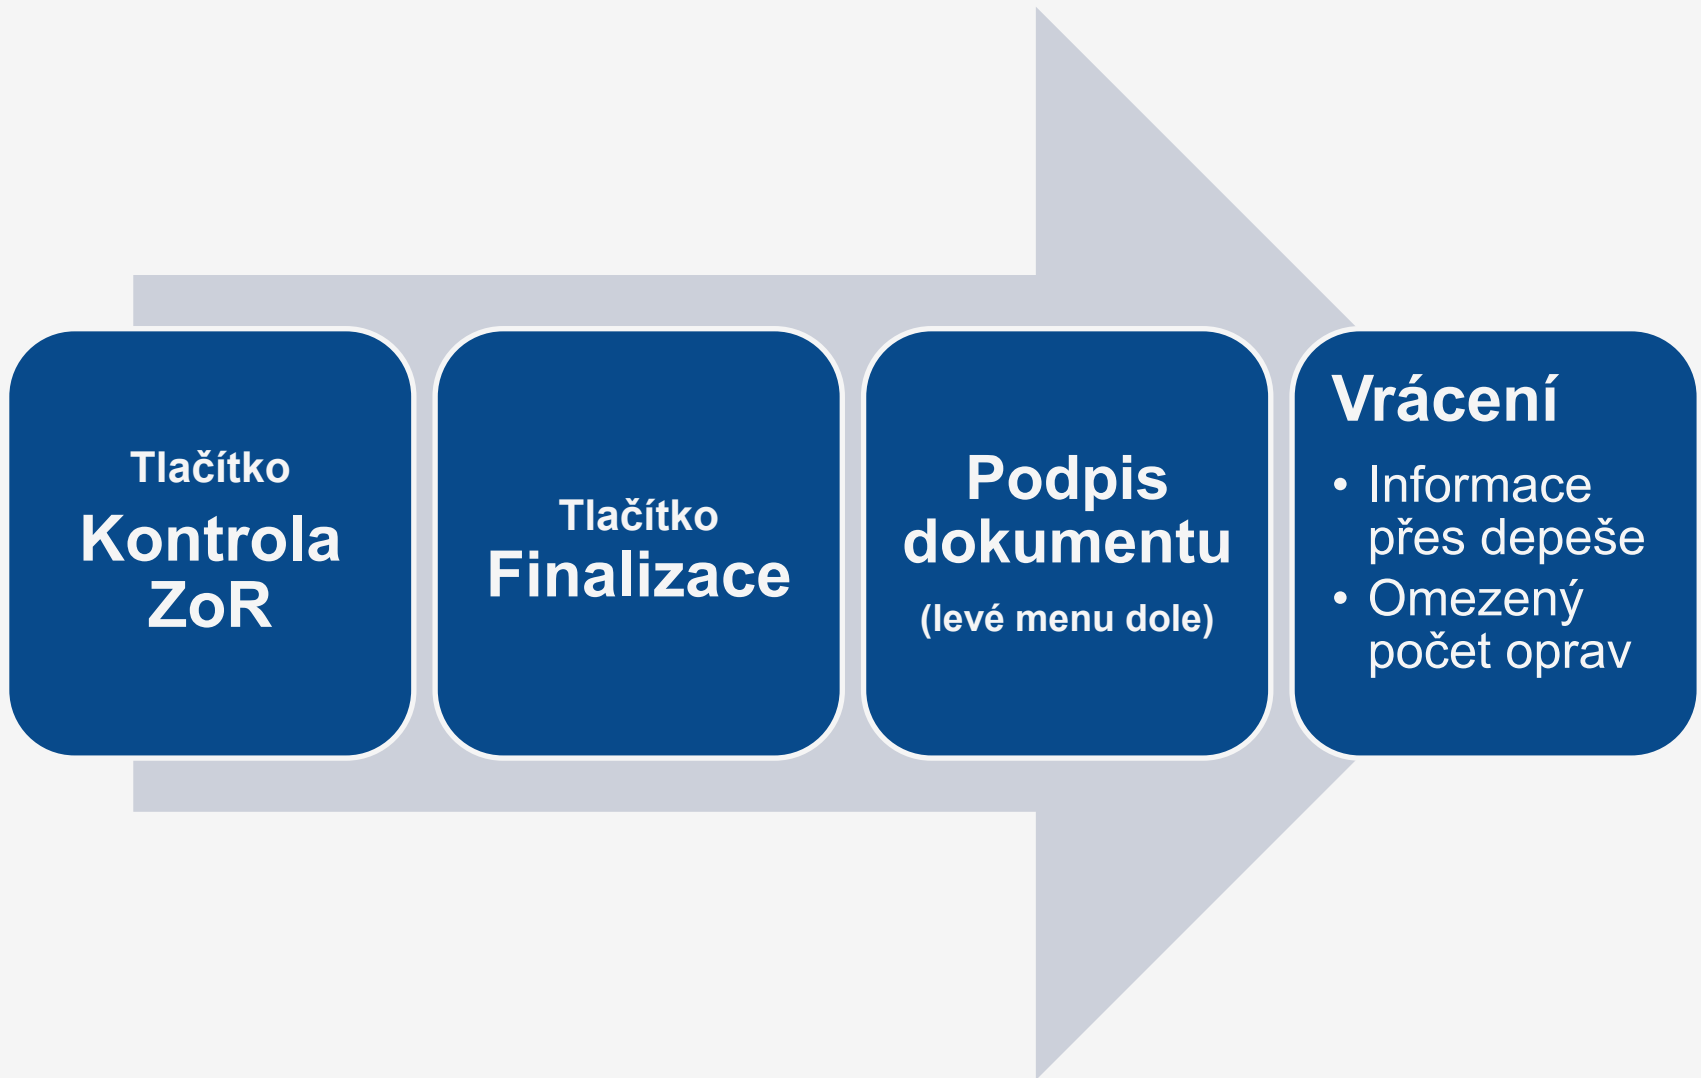 Tlačítko
Kontrola
ZoR
Tlačítko
Finalizace
Podpis
dokumentu
(levé menu dole)
Vrácení
• Informace
přes depeše
• Omezený
počet oprav